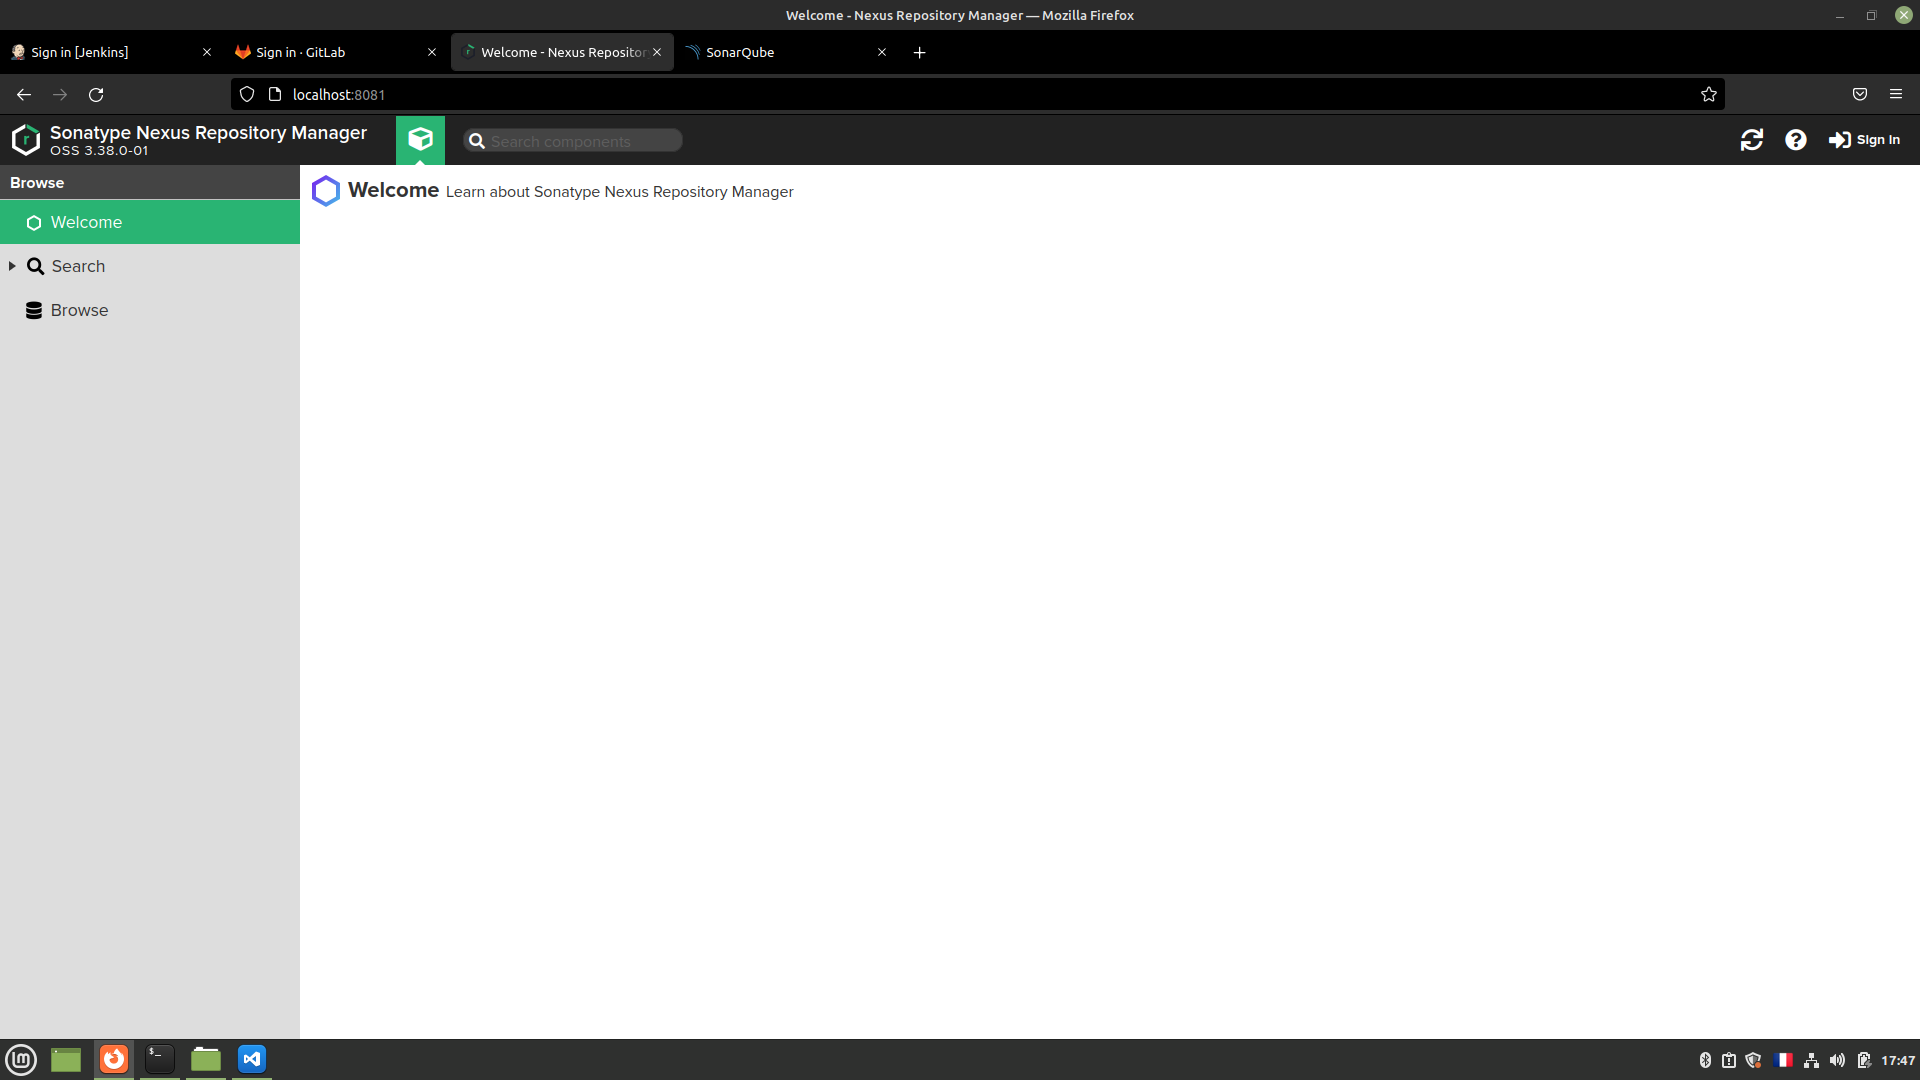 Welcome - Nexus Repository Manager — Mozilla Firefox
Sign in [Jenkins]
Sign in · GitLab
Welcome - Nexus Repositor
SonarQube
localhost:8081
Sonatype Nexus Repository Manager
OSS 3.38.0-01
Search components
Sign In
Browse
Welcome Learn about Sonatype Nexus Repository Manager
Welcome
Search
Browse
17:47